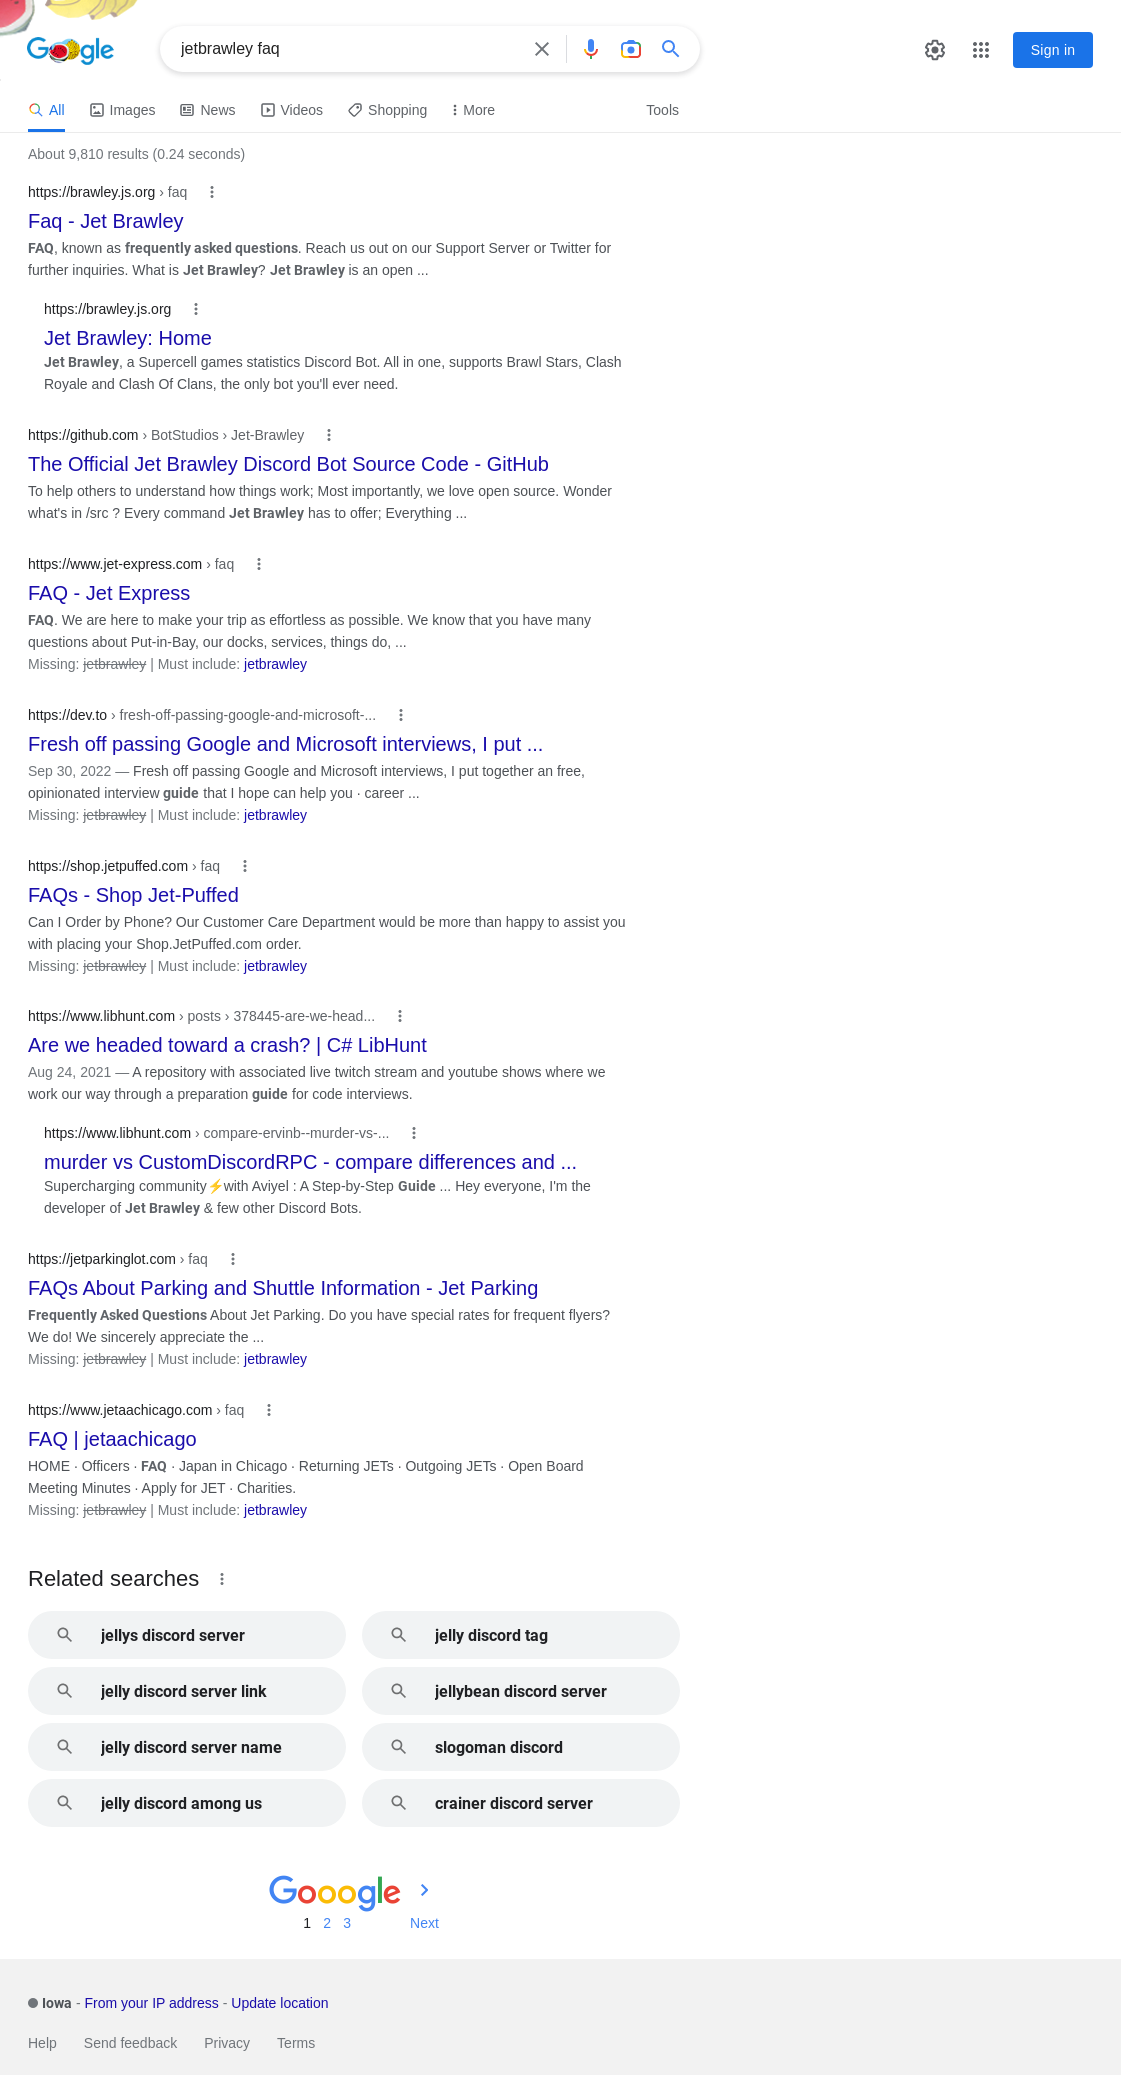 Google
jetbrawley faq
Sign in
All Images News Videos Shopping More Tools
About 9,810 results (0.24 seconds)
https://brawley.js.org › faq
Faq - Jet Brawley
FAQ, known as frequently asked questions. Reach us out on our Support Server or Twitter for
further inquiries. What is Jet Brawley? Jet Brawley is an open ...
https://brawley.js.org
Jet Brawley: Home
Jet Brawley, a Supercell games statistics Discord Bot. All in one, supports Brawl Stars, Clash
Royale and Clash Of Clans, the only bot you'll ever need.
https://github.com › BotStudios › Jet-Brawley
The Official Jet Brawley Discord Bot Source Code - GitHub
To help others to understand how things work; Most importantly, we love open source. Wonder
what's in /src ? Every command Jet Brawley has to offer; Everything ...
https://www.jet-express.com › faq
FAQ - Jet Express
FAQ. We are here to make your trip as effortless as possible. We know that you have many
questions about Put-in-Bay, our docks, services, things do, ...
Missing: jetbrawley | Must include: jetbrawley
https://dev.to › fresh-off-passing-google-and-microsoft-...
Fresh off passing Google and Microsoft interviews, I put ...
Sep 30, 2022 — Fresh off passing Google and Microsoft interviews, I put together an free,
opinionated interview guide that I hope can help you · career ...
Missing: jetbrawley | Must include: jetbrawley
https://shop.jetpuffed.com › faq
FAQs - Shop Jet-Puffed
Can I Order by Phone? Our Customer Care Department would be more than happy to assist you
with placing your Shop.JetPuffed.com order.
Missing: jetbrawley | Must include: jetbrawley
https://www.libhunt.com › posts › 378445-are-we-head...
Are we headed toward a crash? | C# LibHunt
Aug 24, 2021 — A repository with associated live twitch stream and youtube shows where we
work our way through a preparation guide for code interviews.
https://www.libhunt.com › compare-ervinb--murder-vs-...
murder vs CustomDiscordRPC - compare differences and ...
Supercharging community⚡with Aviyel : A Step-by-Step Guide ... Hey everyone, I'm the
developer of Jet Brawley & few other Discord Bots.
https://jetparkinglot.com › faq
FAQs About Parking and Shuttle Information - Jet Parking
Frequently Asked Questions About Jet Parking. Do you have special rates for frequent flyers?
We do! We sincerely appreciate the ...
Missing: jetbrawley | Must include: jetbrawley
https://www.jetaachicago.com › faq
FAQ | jetaachicago
HOME · Officers · FAQ · Japan in Chicago · Returning JETs · Outgoing JETs · Open Board
Meeting Minutes · Apply for JET · Charities.
Missing: jetbrawley | Must include: jetbrawley
Related searches
jellys discord server
jelly discord tag
jelly discord server link
jellybean discord server
jelly discord server name
slogoman discord
jelly discord among us
crainer discord server
Gooogle
1 2 3 Next
Iowa - From your IP address - Update location
Help Send feedback Privacy Terms